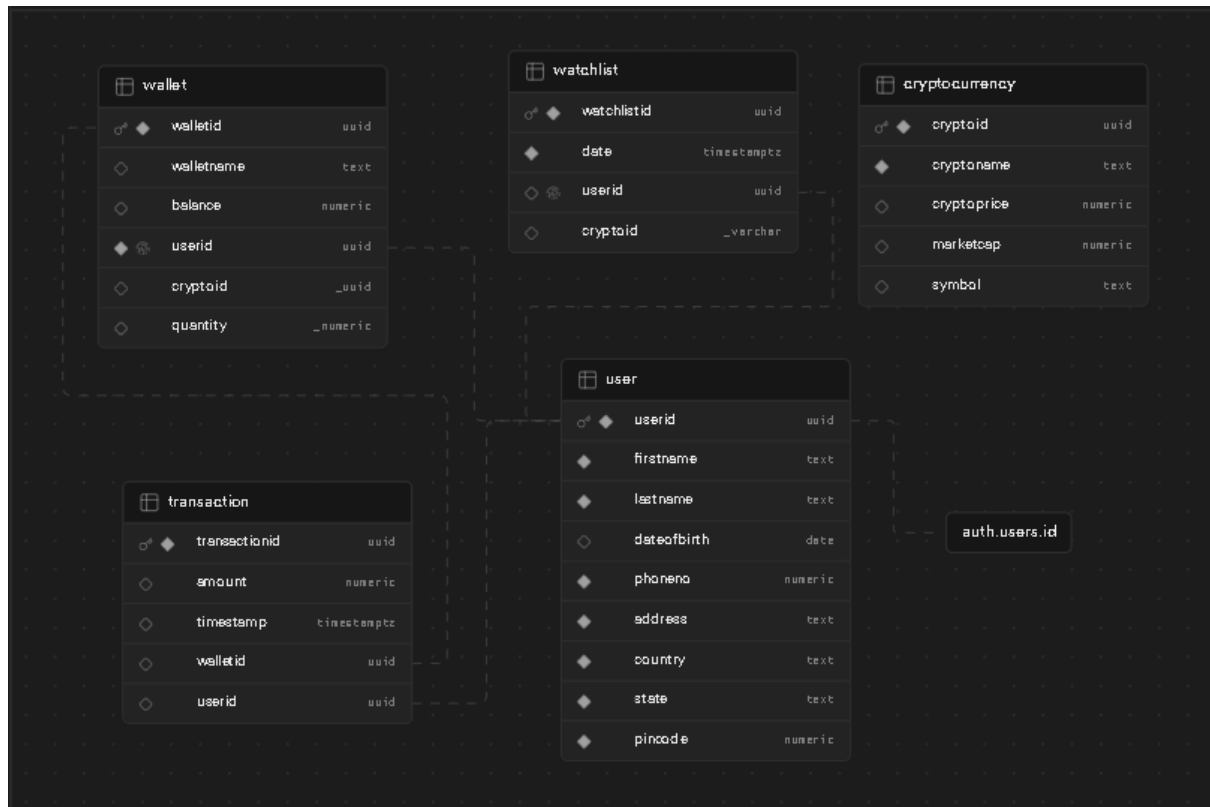 wallet
walletid uuid
walletname text
balance numeric
userid uuid
cryptoid _uuid
quantity _numeric
watchlist
watchlistid uuid
date timestamptz
userid uuid
cryptoid _varchar
cryptocurrency
cryptoid uuid
cryptoname text
cryptoprice numeric
marketcap numeric
symbol text
user
userid uuid
firstname text
lastname text
dateofbirth date
phoneno numeric
address text
country text
state text
pincode numeric
transaction
transactionid uuid
amount numeric
timestamp timestamptz
walletid uuid
userid uuid
auth.users.id